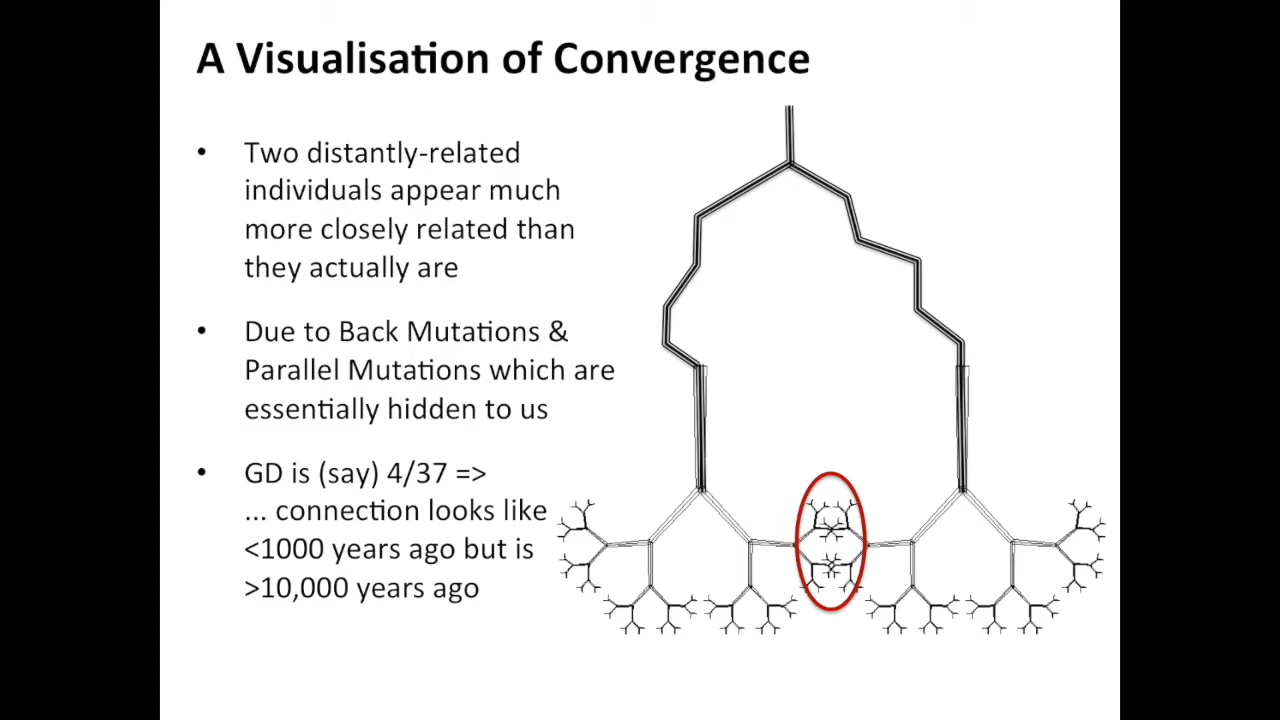 A Visualisation of Convergence
• Two distantly-related
individuals appear much
more closely related than
they actually are
• Due to Back Mutations &
Parallel Mutations which are
essentially hidden to us
• GD is (say) 4/37 =>
... connection looks like
<1000 years ago but is
>10,000 years ago